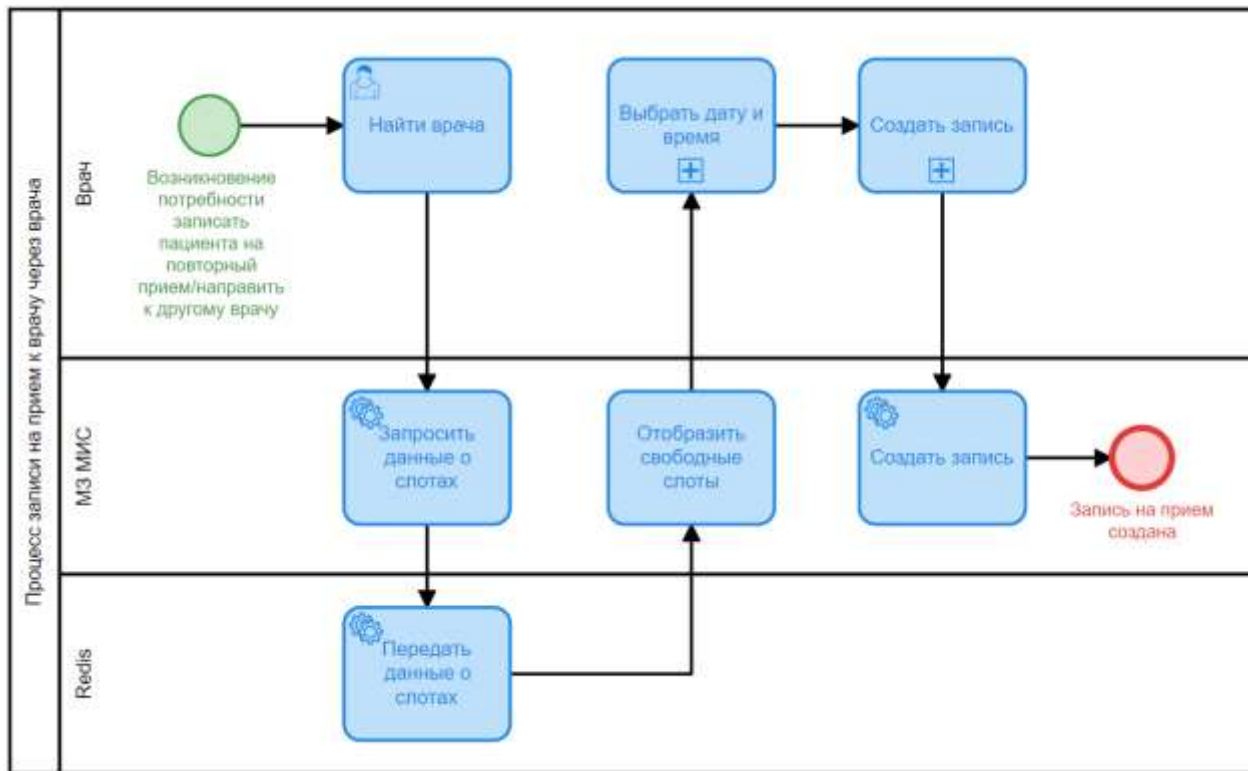 Процесс записи на прием к врачу через врача
Врач
Возникновение
потребности
записать
пациента на
повторный
прием/направить
к другому врачу
Найти врача
Выбрать дату и
время
Создать запись
МЗ МИС
Запросить
данные о
слотах
Отобразить
свободные
слоты
Создать запись
Запись на прием
создана
Redis
Передать
данные о
слотах